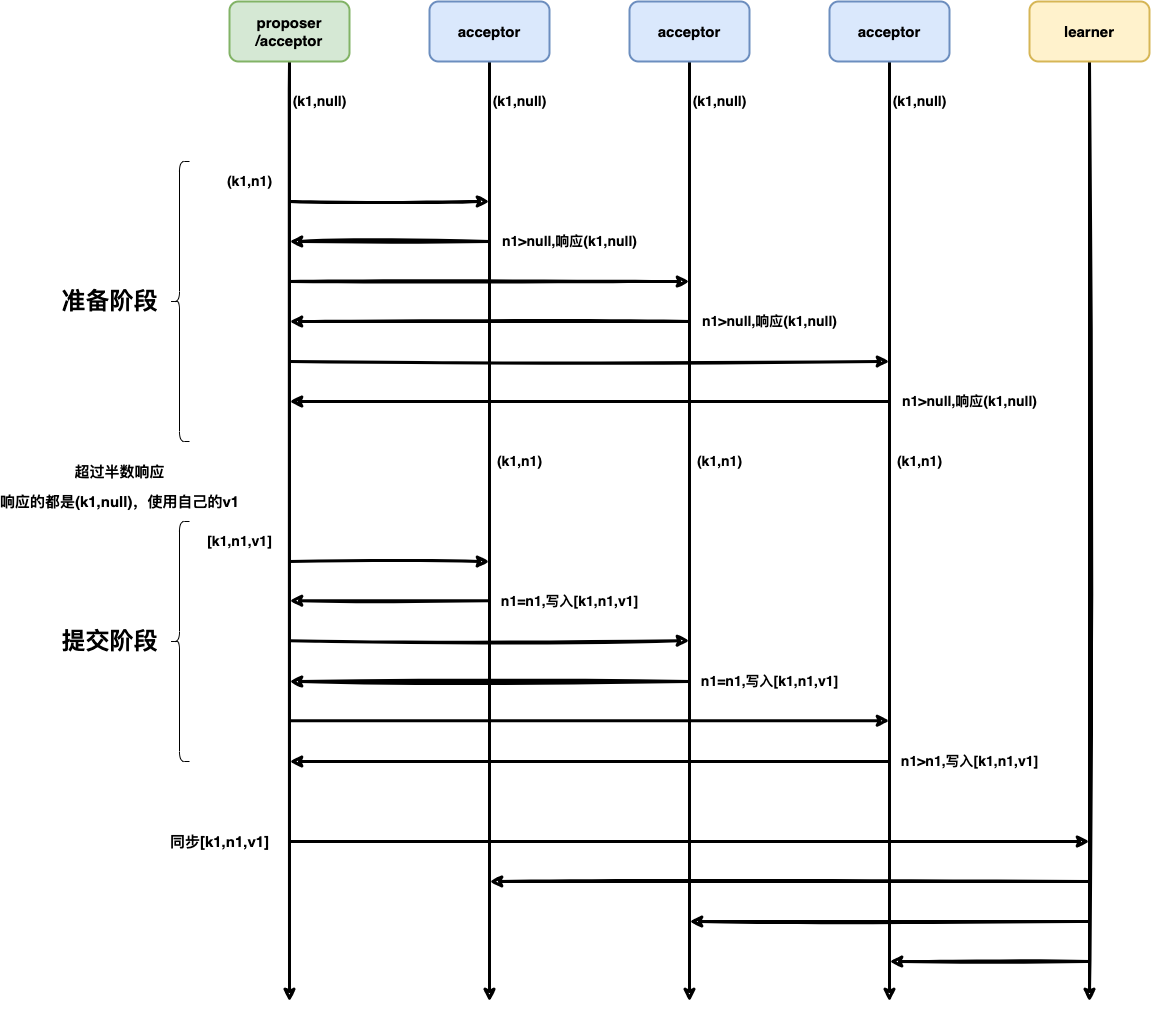 proposer
/acceptor
acceptor
acceptor
acceptor
learner
(k1,null)
(k1,null)
(k1,null)
(k1,null)
(k1,n1)
n1>null,响应(k1,null)
准备阶段
n1>null,响应(k1,null)
n1>null,响应(k1,null)
超过半数响应
(k1,n1)
(k1,n1)
(k1,n1)
响应的都是(k1,null)，使用自己的v1
[k1,n1,v1]
n1=n1,写入[k1,n1,v1]
提交阶段
n1=n1,写入[k1,n1,v1]
n1>n1,写入[k1,n1,v1]
同步[k1,n1,v1]